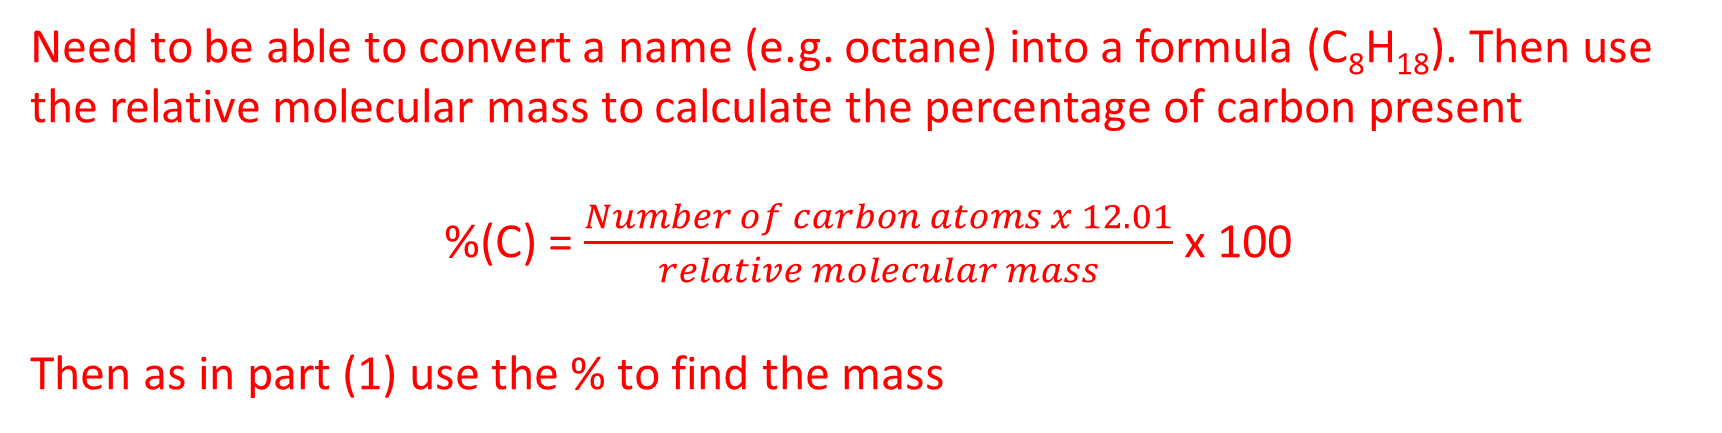 Need to be able to convert a name (e.g. octane) into a formula (C₈H₁₈). Then use
the relative molecular mass to calculate the percentage of carbon present
Number of carbon atoms x 12.01
%(C) = x 100
relative molecular mass
Then as in part (1) use the % to find the mass